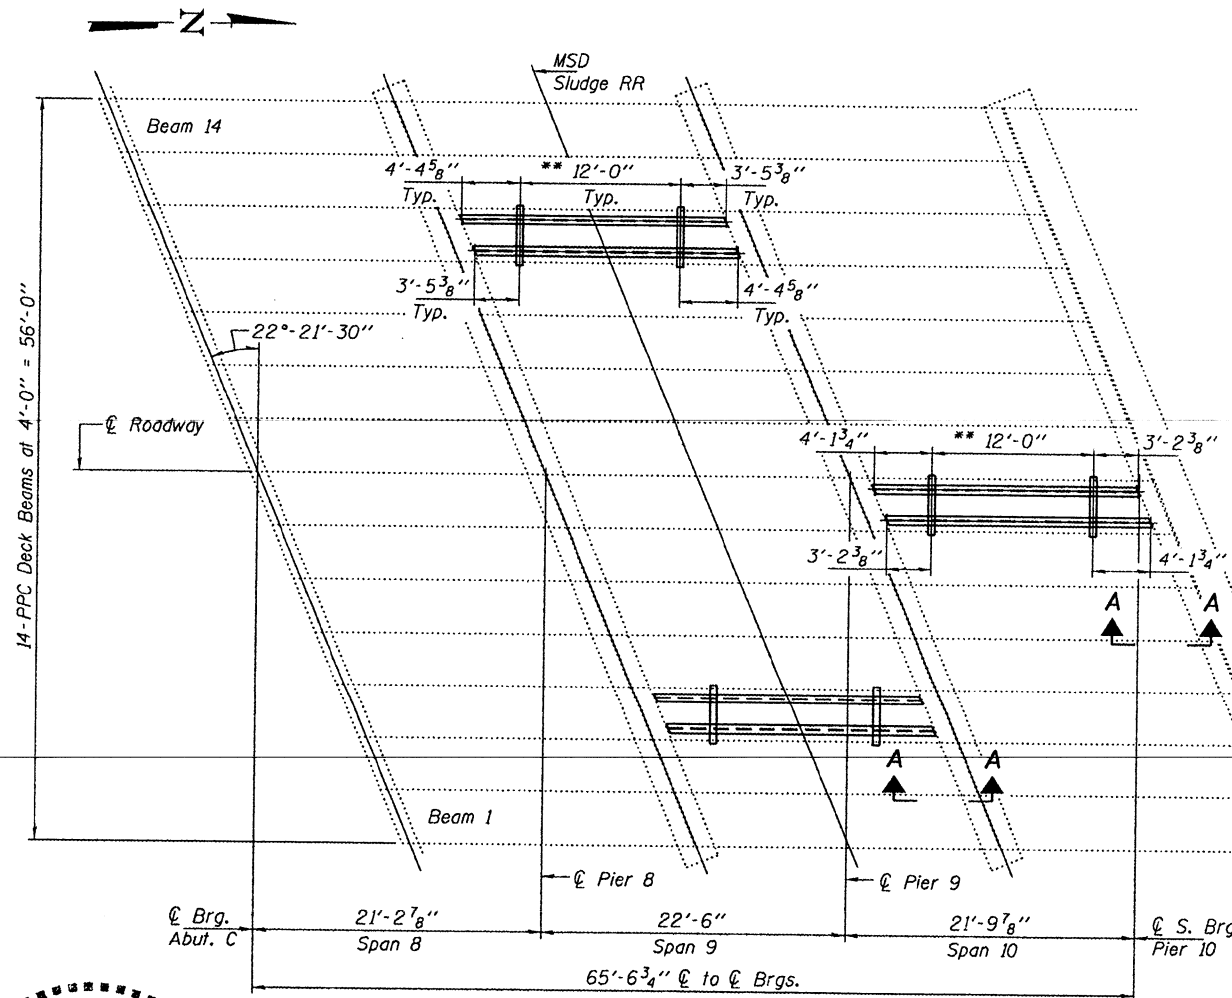 N
MSD
Sludge RR
Beam 14
4'-4 5/8" ** 12'-0" 3'-5 3/8"
Typ. Typ. Typ.
3'-5 3/8" 4'-4 5/8"
Typ. Typ.
22°-21'-30"
14-PPC Deck Beams at 4'-0" = 56'-0"
℄ Roadway
4'-1 3/4" ** 12'-0" 3'-2 3/8"
3'-2 3/8" 4'-1 3/4"
A A
A A
Beam 1
℄ Pier 8 ℄ Pier 9
℄ Brg. 21'-2 7/8" 22'-6" 21'-9 7/8" ℄ S. Brg
Abut. C Span 8 Span 9 Span 10 Pier 10
65'-6 3/4" ℄ to ℄ Brgs.